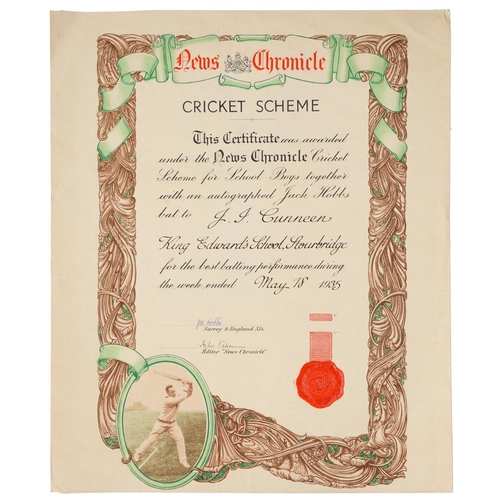 News Chronicle
CRICKET SCHEME
This Certificate was awarded
under the News Chronicle Cricket
Scheme for School Boys together
with an autographed Jack Hobbs
bat to J. I. Cunneen
King Edward's School, Stourbridge
for the best batting performance during
the week ended May 18 1935
J B Hobbs
Surrey & England XI.
Editor "News Chronicle"